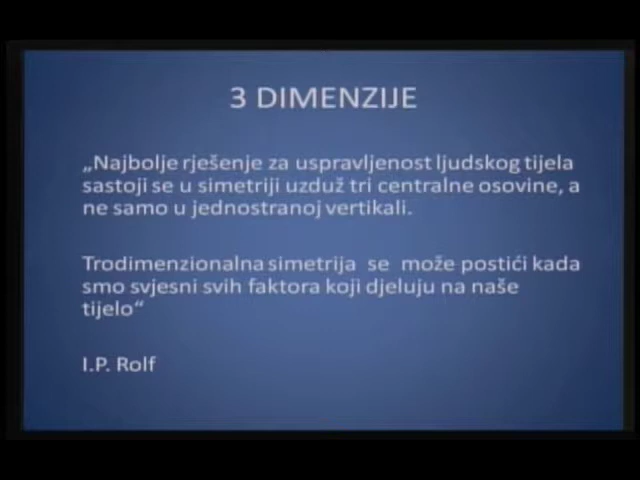 3 DIMENZIJE
„Najbolje rješenje za uspravljenost ljudskog tijela
sastoji se u simetriji uzduž tri centralne osovine, a
ne samo u jednostranoj vertikali.
Trodimenzionalna simetrija se može postići kada
smo svjesni svih faktora koji djeluju na naše
tijelo“
I.P. Rolf